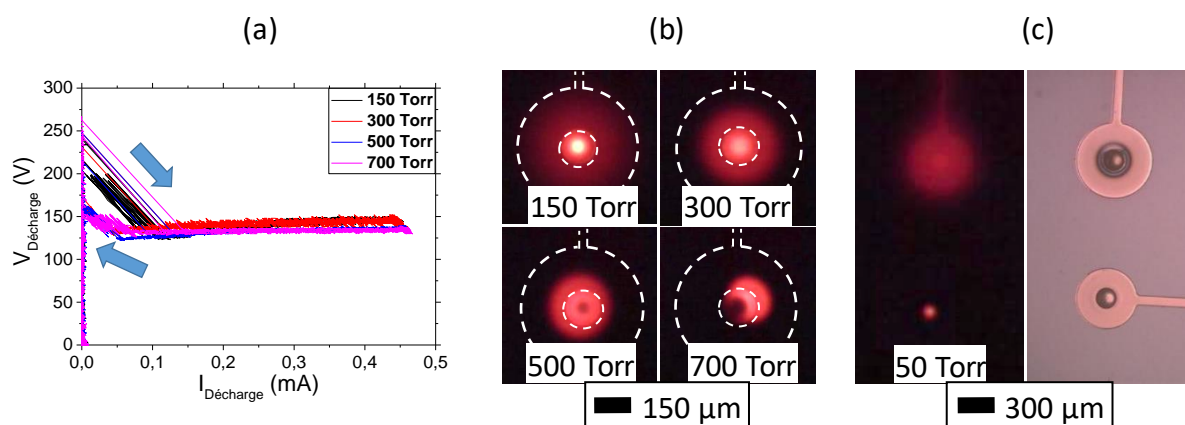 (a)
(b)
(c)
V_Décharge (V)
300
250
200
150
100
50
0
0,0
0,1
0,2
0,3
0,4
0,5
I_Décharge (mA)
150 Torr
300 Torr
500 Torr
700 Torr
150 Torr
300 Torr
500 Torr
700 Torr
150 µm
50 Torr
300 µm